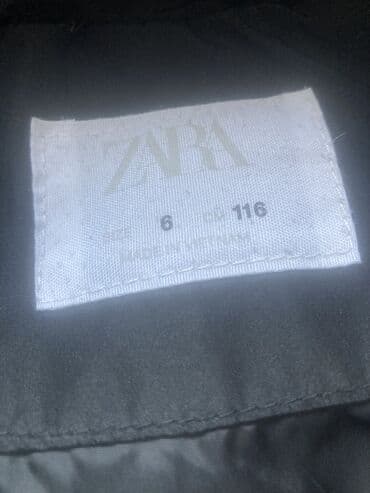 ZARA
SIZE 6 CM 116
MADE IN VIETNAM